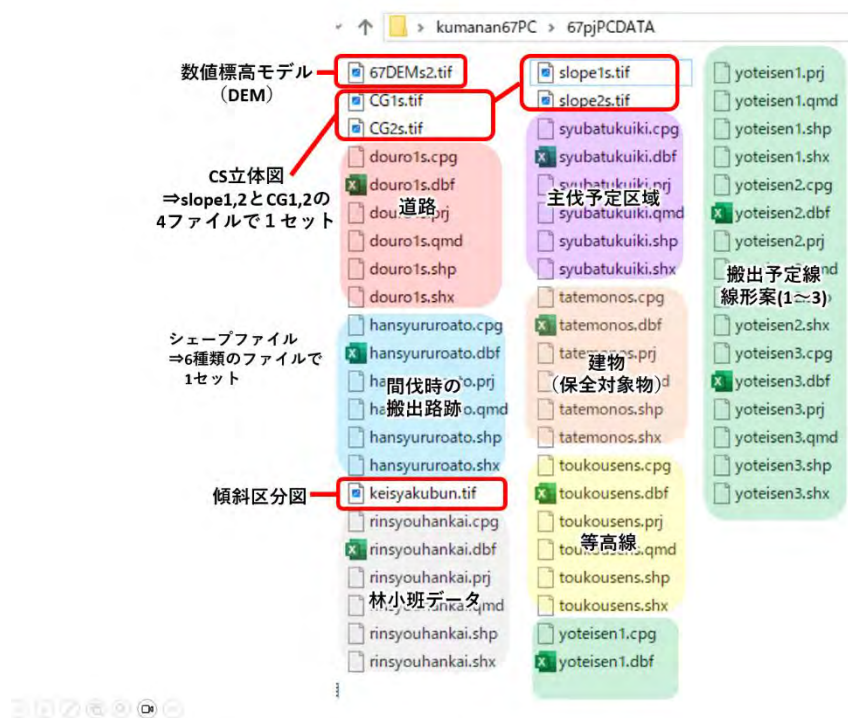 kumanan67PC > 67pjPCDATA
数値標高モデル
（DEM）
67DEMs2.tif
CG1s.tif
CG2s.tif
CS立体図
⇒slope1,2とCG1,2の
4ファイルで１セット
douro1s.cpg
douro1s.dbf
道路
douro1s.qmd
douro1s.shp
douro1s.shx
シェープファイル
⇒6種類のファイルで
1セット
hansyururoato.cpg
hansyururoato.dbf
間伐時の
搬出路跡
hansyururoato.shp
hansyururoato.shx
傾斜区分図
keisyakubun.tif
rinsyouhankai.cpg
rinsyouhankai.dbf
rinsyouhankai.prj
林小班データ
rinsyouhankai.shp
rinsyouhankai.shx
slope1s.tif
slope2s.tif
syubatukuiki.cpg
syubatukuiki.dbf
主伐予定区域
syubatukuiki.qmd
syubatukuiki.shp
syubatukuiki.shx
tatemonos.cpg
tatemonos.dbf
tatemonos.prj
建物
（保全対象物）
tatemonos.shp
tatemonos.shx
toukousens.cpg
toukousens.dbf
toukousens.prj
toukousens.qmd
等高線
toukousens.shp
toukousens.shx
yoteisen1.cpg
yoteisen1.dbf
yoteisen1.prj
yoteisen1.qmd
yoteisen1.shp
yoteisen1.shx
yoteisen2.cpg
yoteisen2.dbf
yoteisen2.prj
搬出予定線
線形案(1～3)
yoteisen2.shx
yoteisen3.cpg
yoteisen3.dbf
yoteisen3.prj
yoteisen3.qmd
yoteisen3.shp
yoteisen3.shx